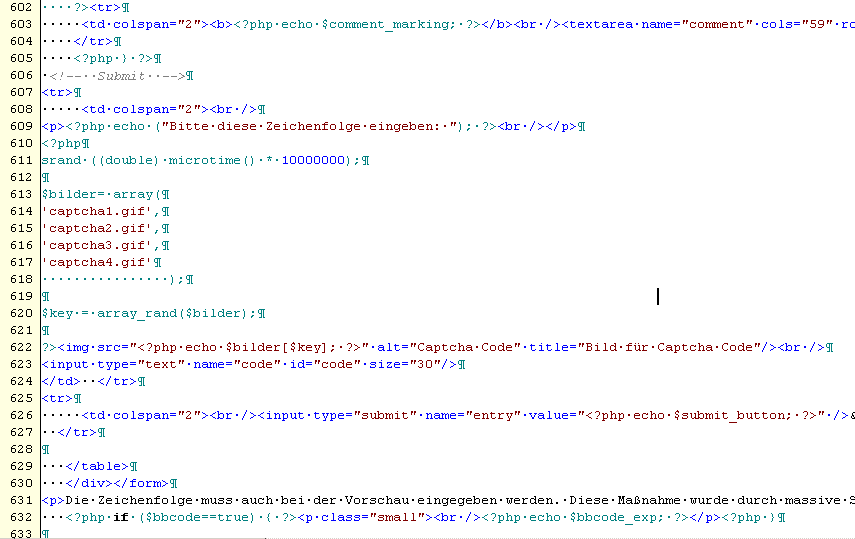 602 ····?><tr>¶
603 ·····<td·colspan="2"><b><?php·echo·$comment_marking;·?></b><br·/><textarea·name="comment"·cols="59"·ro
604 ····</tr>¶
605 ····<?php·}·?>¶
606 ·<!--··Submit··-->¶
607 <tr>¶
608 ·····<td·colspan="2"><br·/>¶
609 <p><?php·echo·("Bitte·diese·Zeichenfolge·eingeben:·");·?><br·/></p>¶
610 <?php¶
611 srand·((double)·microtime()·*·10000000);¶
612 ¶
613 $bilder=·array(¶
614 'captcha1.gif',¶
615 'captcha2.gif',¶
616 'captcha3.gif',¶
617 'captcha4.gif'¶
618 ················);¶
619 ¶
620 $key·=·array_rand($bilder);¶
621 ¶
622 ?><img·src="<?php·echo·$bilder[$key];·?>"·alt="Captcha·Code"·title="Bild·für·Captcha·Code"/><br·/>¶
623 <input·type="text"·name="code"·id="code"·size="30"/>¶
624 </td>··</tr>¶
625 <tr>¶
626 ·····<td·colspan="2"><br·/><input·type="submit"·name="entry"·value="<?php·echo·$submit_button;·?>"·/>&
627 ··</tr>¶
628 ¶
629 ···</table>¶
630 ···</div></form>¶
631 <p>Die·Zeichenfolge·muss·auch·bei·der·Vorschau·eingegeben·werden.·Diese·Maßnahme·wurde·durch·massive·S
632 ···<?php·if·($bbcode==true)·{·?><p·class="small"><br·/><?php·echo·$bbcode_exp;·?></p><?php·}¶
633 ¶